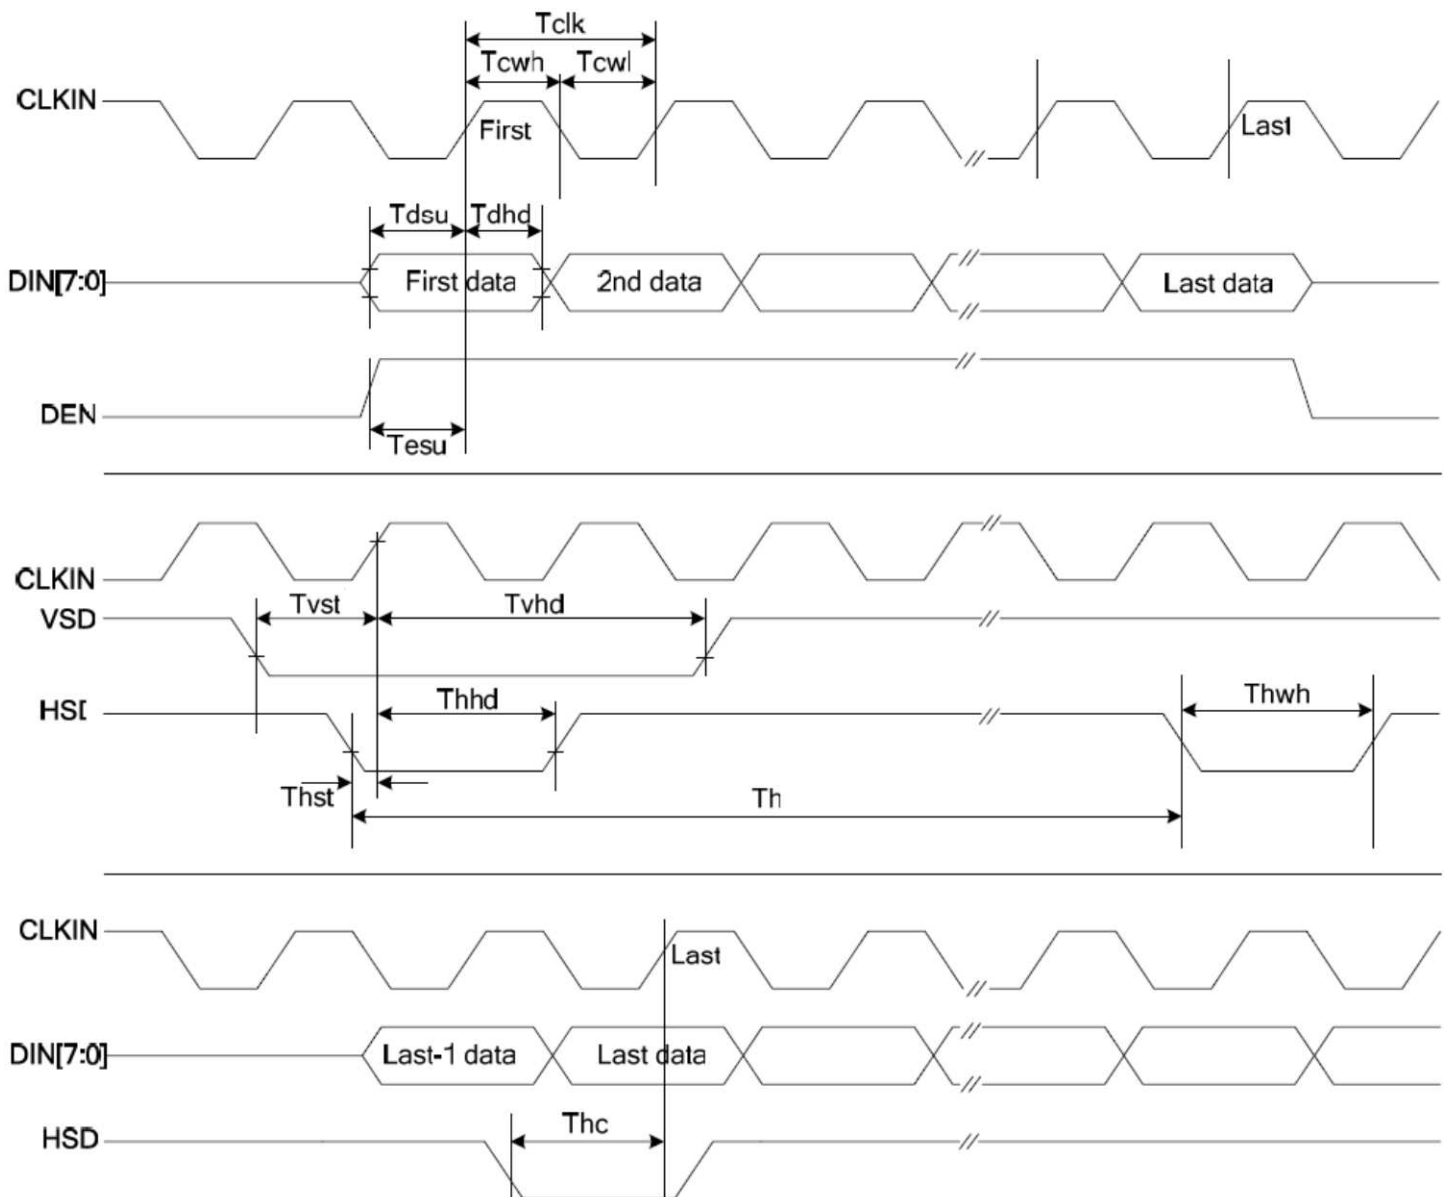 Tclk
Tcwh Tcwl
CLKIN
First
Last
Tdsu Tdhd
DIN[7:0]
First data
2nd data
Last data
DEN
Tesu
CLKIN
VSD
Tvst
Tvhd
HSD
Thhd
Thwh
Thst
Th
CLKIN
Last
DIN[7:0]
Last-1 data
Last data
HSD
Thc